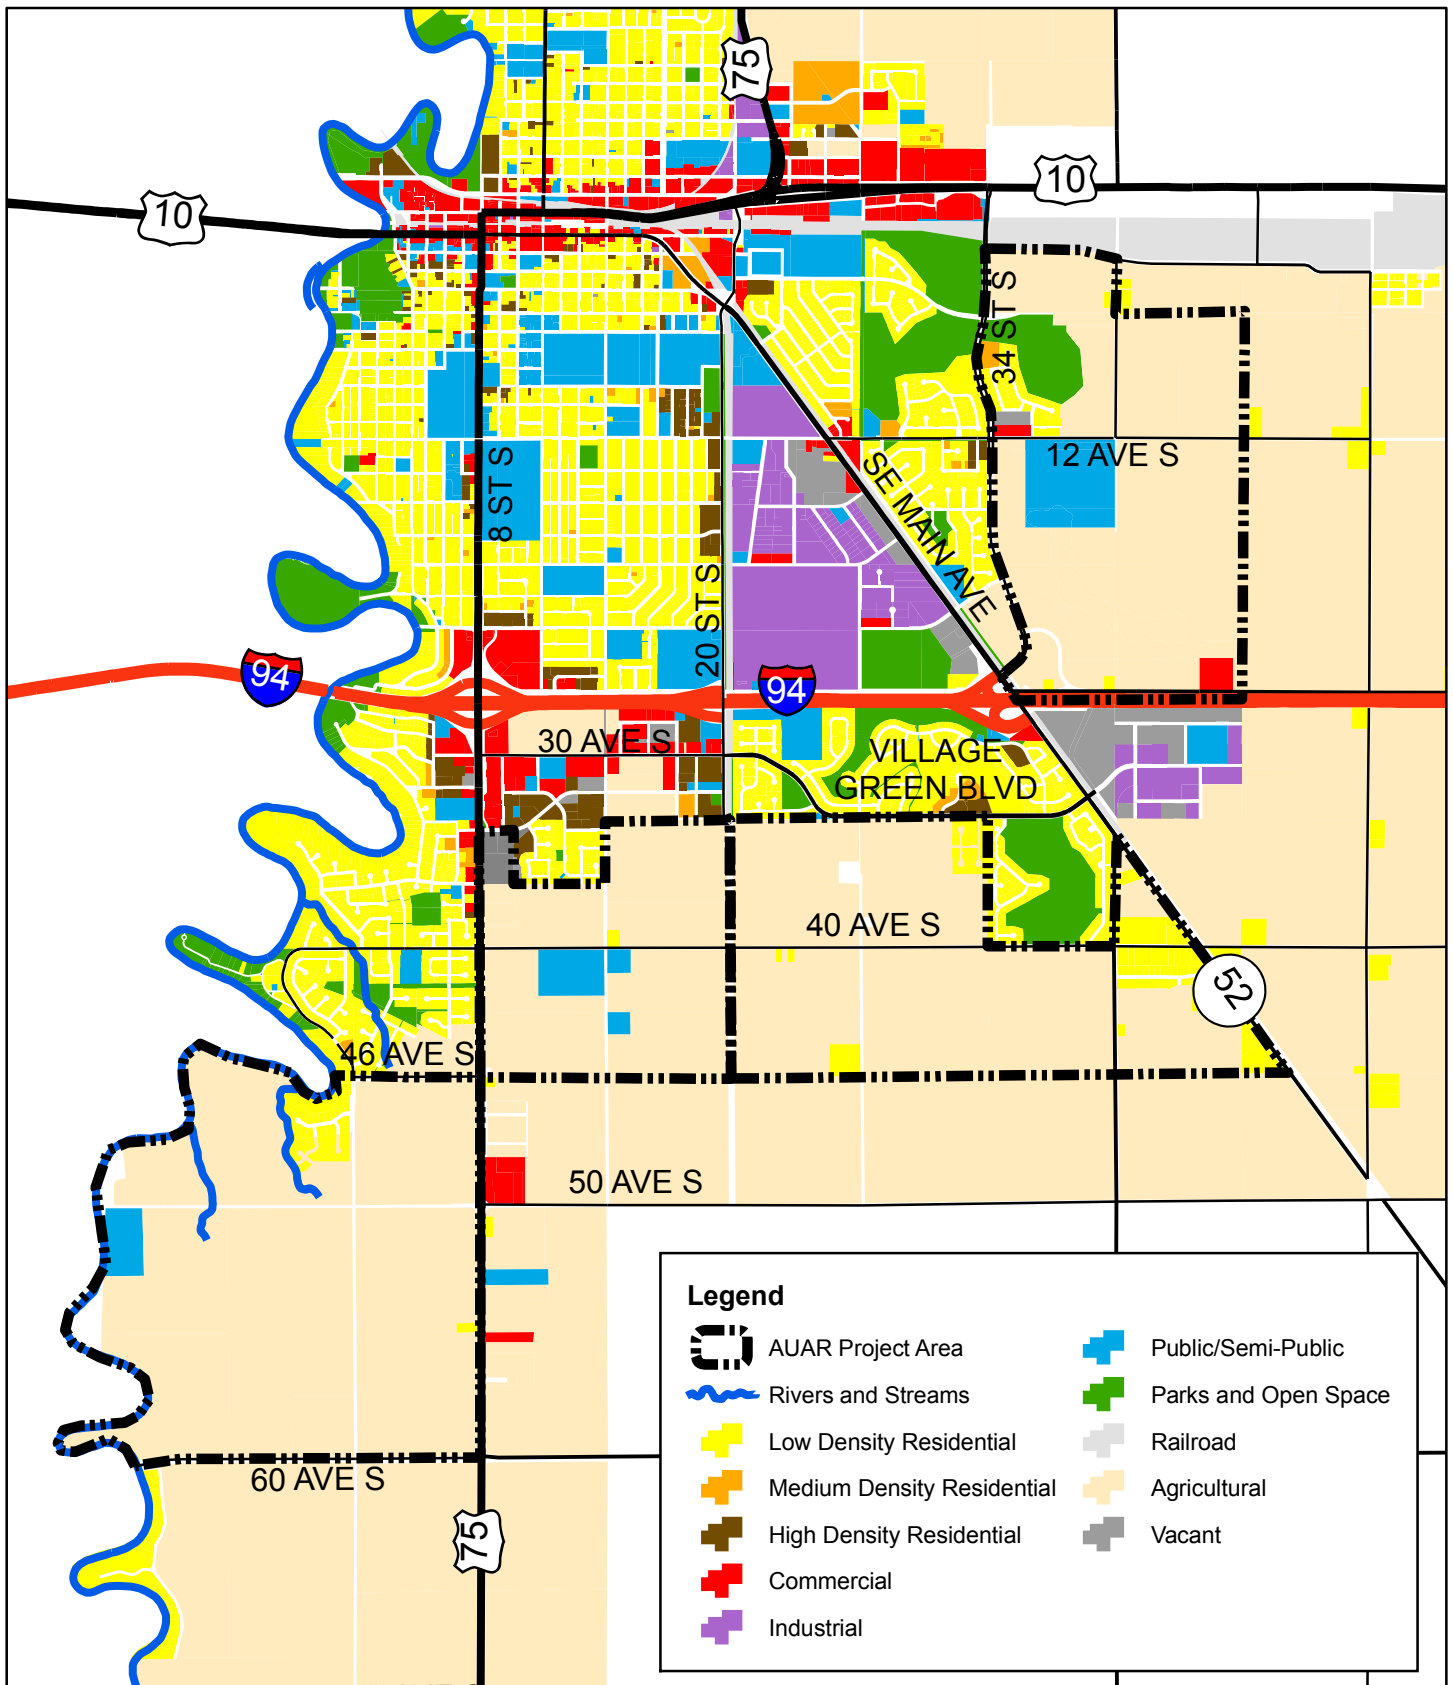 75
10
10
34 ST S
12 AVE S
8 ST S
SE MAIN AVE
20 ST S
94
94
30 AVE S
VILLAGE
GREEN BLVD
40 AVE S
52
46 AVE S
50 AVE S
60 AVE S
75
Legend
AUAR Project Area
Rivers and Streams
Low Density Residential
Medium Density Residential
High Density Residential
Commercial
Industrial
Public/Semi-Public
Parks and Open Space
Railroad
Agricultural
Vacant